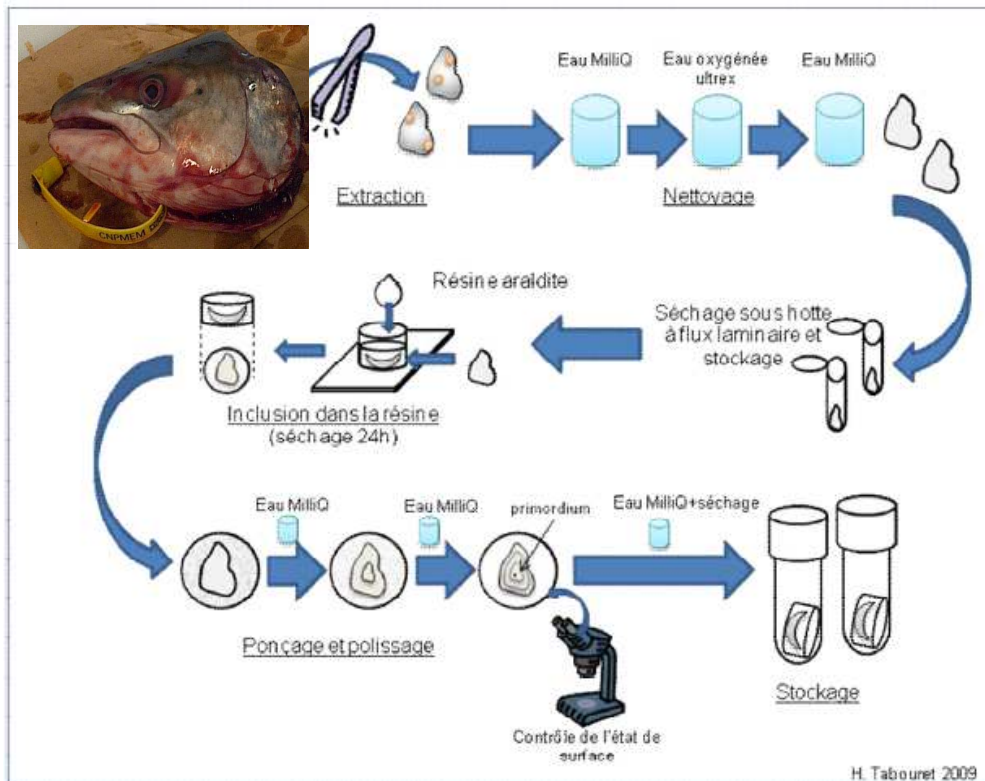 Eau MilliQ
Eau oxygénée
ultrex
Eau MilliQ
Extraction
Nettoyage
CNPMEM
Résine araldite
Séchage sous hotte
à flux laminaire et
stockage
Inclusion dans la résine
(séchage 24h)
Eau MilliQ
Eau MilliQ
primordium
Eau MilliQ+séchage
Ponçage et polissage
Stockage
Contrôle de l'état de
surface
H. Tabouret 2009